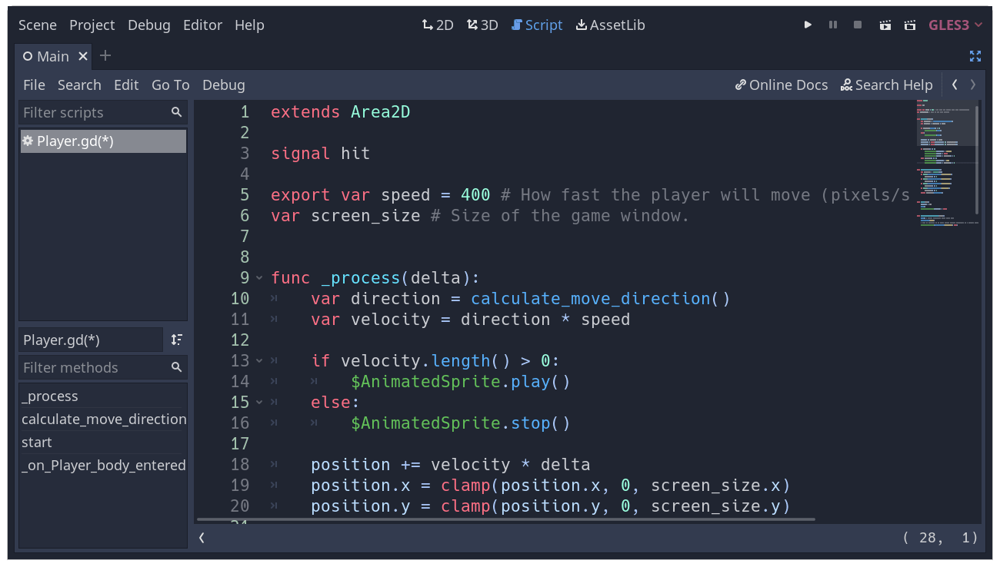 Scene Project Debug Editor Help 2D 3D Script AssetLib GLES3
Main
File Search Edit Go To Debug Online Docs Search Help
Filter scripts
Player.gd(*)
Player.gd(*)
Filter methods
_process
calculate_move_direction
start
_on_Player_body_entered
1 extends Area2D
2
3 signal hit
4
5 export var speed = 400 # How fast the player will move (pixels/s
6 var screen_size # Size of the game window.
7
8
9 func _process(delta):
10 var direction = calculate_move_direction()
11 var velocity = direction * speed
12
13 if velocity.length() > 0:
14 $AnimatedSprite.play()
15 else:
16 $AnimatedSprite.stop()
17
18 position += velocity * delta
19 position.x = clamp(position.x, 0, screen_size.x)
20 position.y = clamp(position.y, 0, screen_size.y)
( 28, 1)